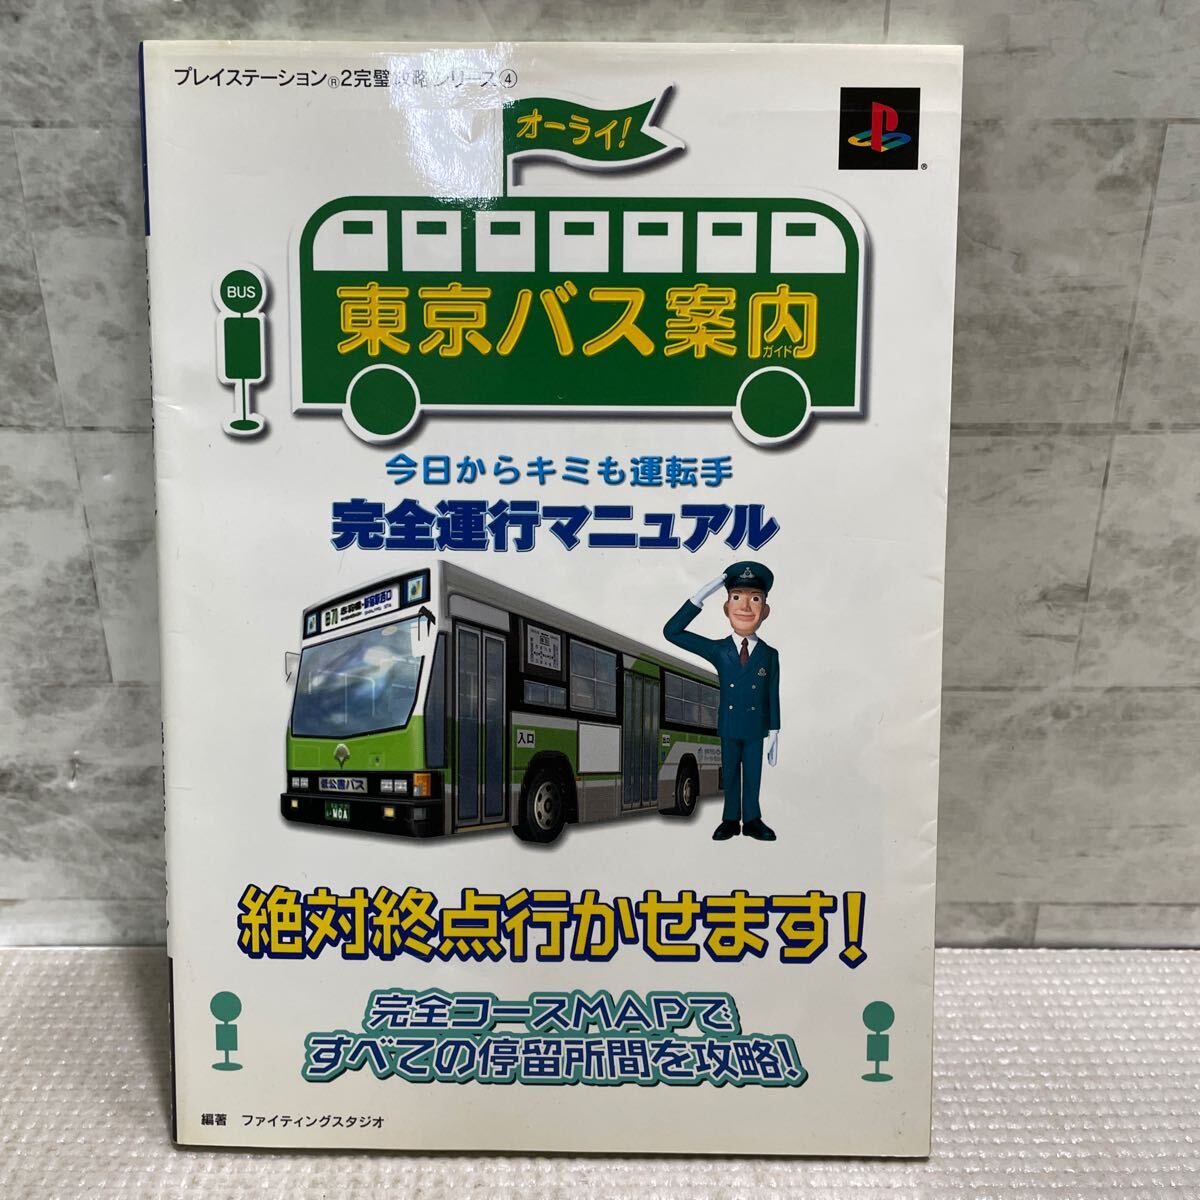 プレイステーション®2完璧攻略シリーズ④
オーライ!
BUS
東京バス案内
ガイド
今日からキミも運転手
完全運行マニュアル
入口
低公害バス
MOA
絶対終点行かせます!
完全コースMAPで
すべての停留所間を攻略!
編著 ファイティングスタジオ